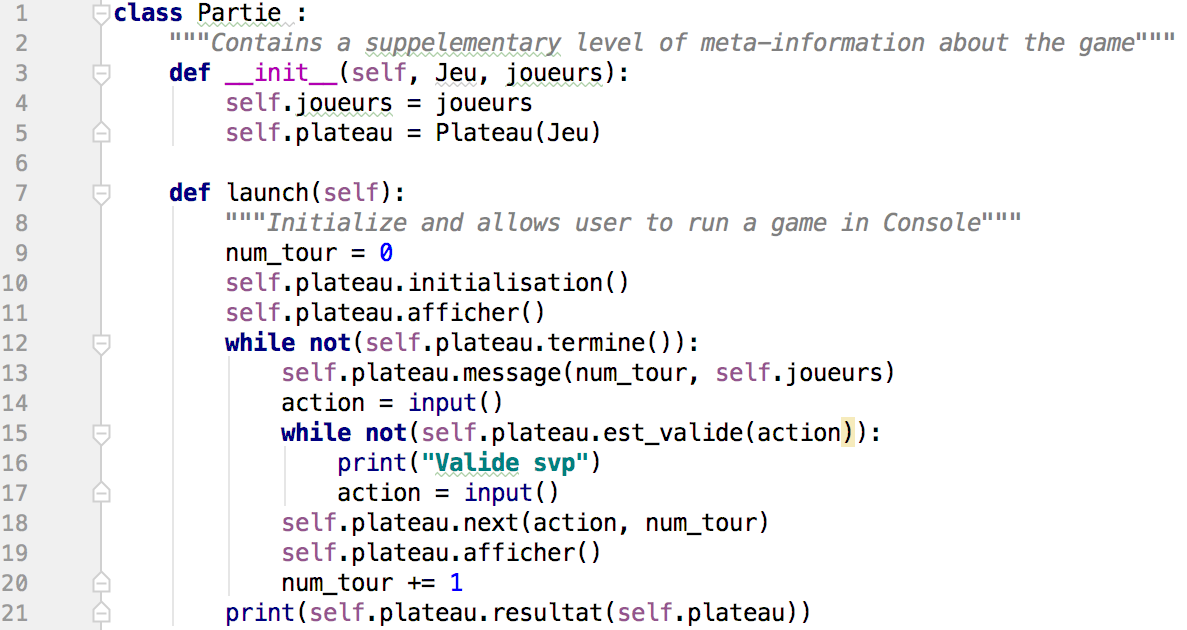 1 class Partie :
2 """Contains a suppelementary level of meta-information about the game"""
3 def __init__(self, Jeu, joueurs):
4 self.joueurs = joueurs
5 self.plateau = Plateau(Jeu)
6
7 def launch(self):
8 """Initialize and allows user to run a game in Console"""
9 num_tour = 0
10 self.plateau.initialisation()
11 self.plateau.afficher()
12 while not(self.plateau.termine()):
13 self.plateau.message(num_tour, self.joueurs)
14 action = input()
15 while not(self.plateau.est_valide(action)):
16 print("Valide svp")
17 action = input()
18 self.plateau.next(action, num_tour)
19 self.plateau.afficher()
20 num_tour += 1
21 print(self.plateau.resultat(self.plateau))